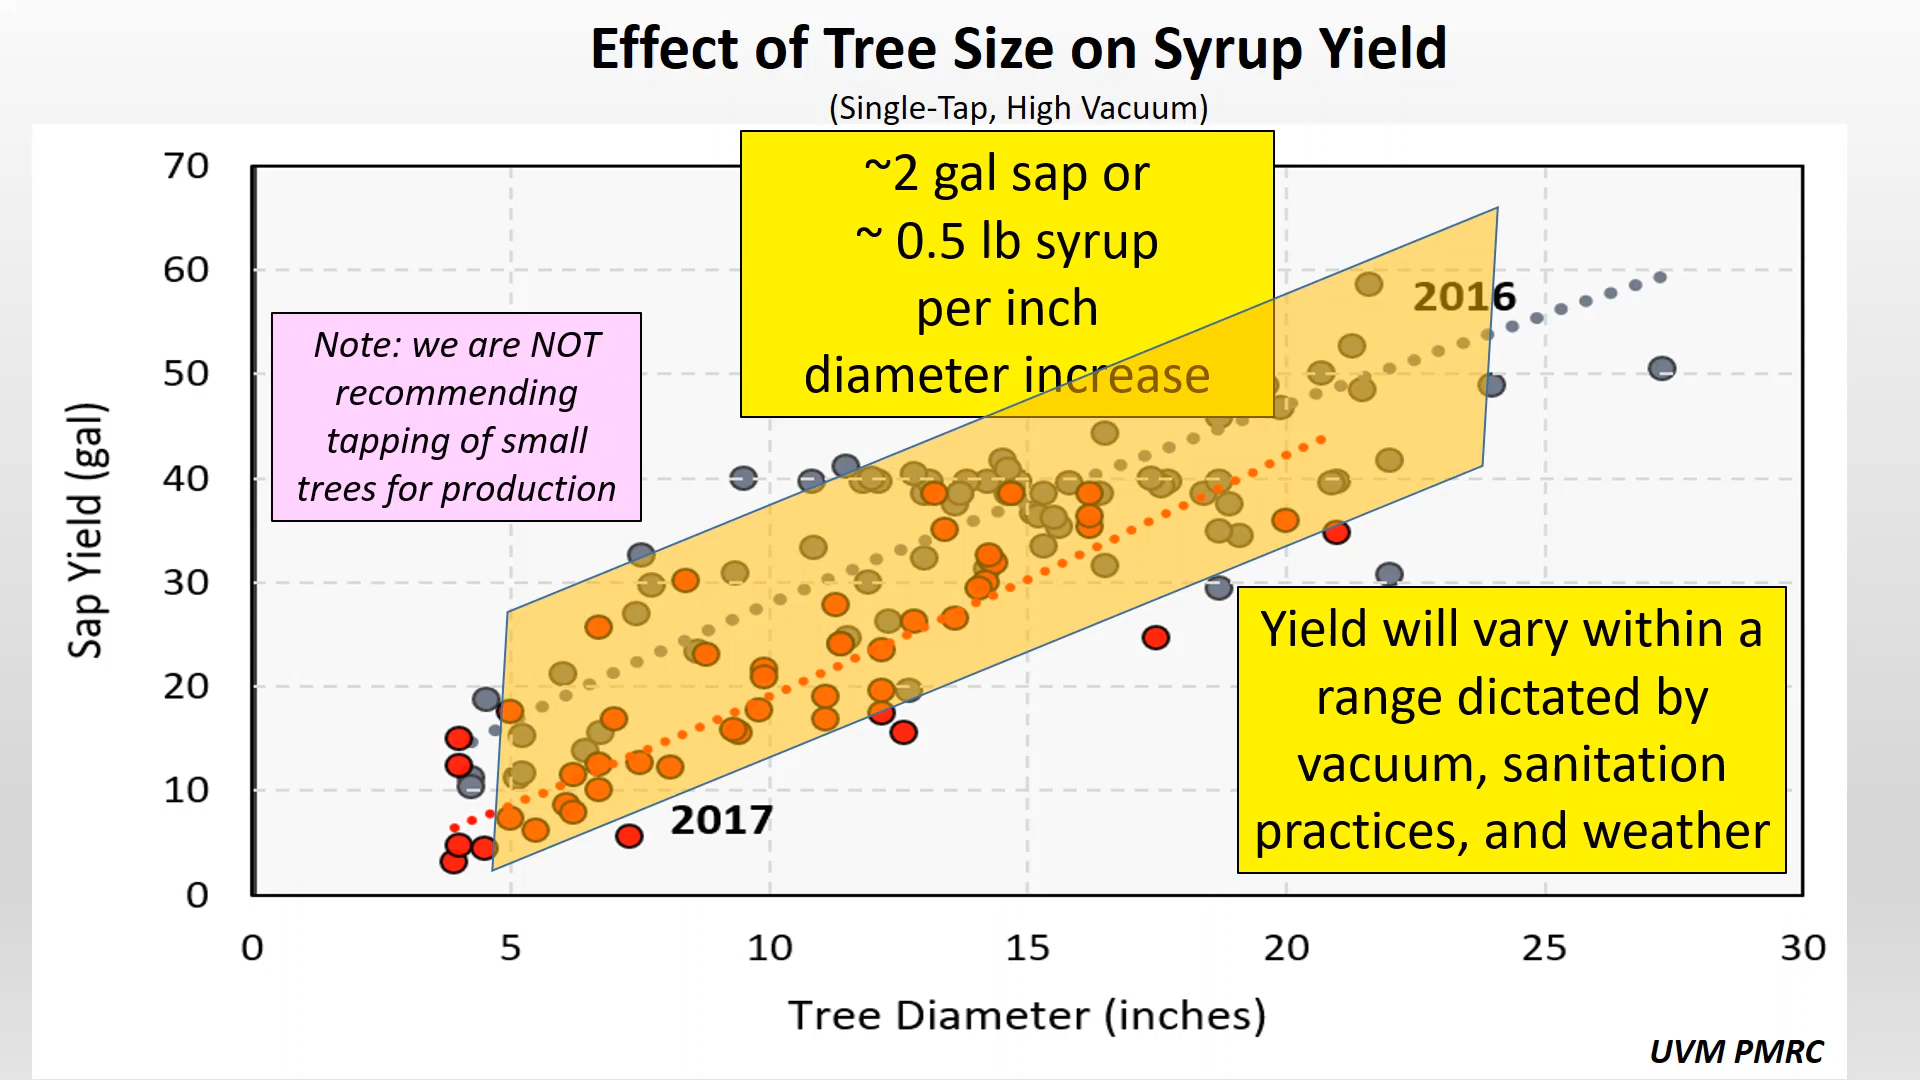 Effect of Tree Size on Syrup Yield
(Single-Tap, High Vacuum)
~2 gal sap or
~ 0.5 lb syrup
per inch
diameter increase
Note: we are NOT
recommending
tapping of small
trees for production
2016
2017
Yield will vary within a
range dictated by
vacuum, sanitation
practices, and weather
Sap Yield (gal)
70
60
50
40
30
20
10
0
0 5 10 15 20 25 30
Tree Diameter (inches)
UVM PMRC